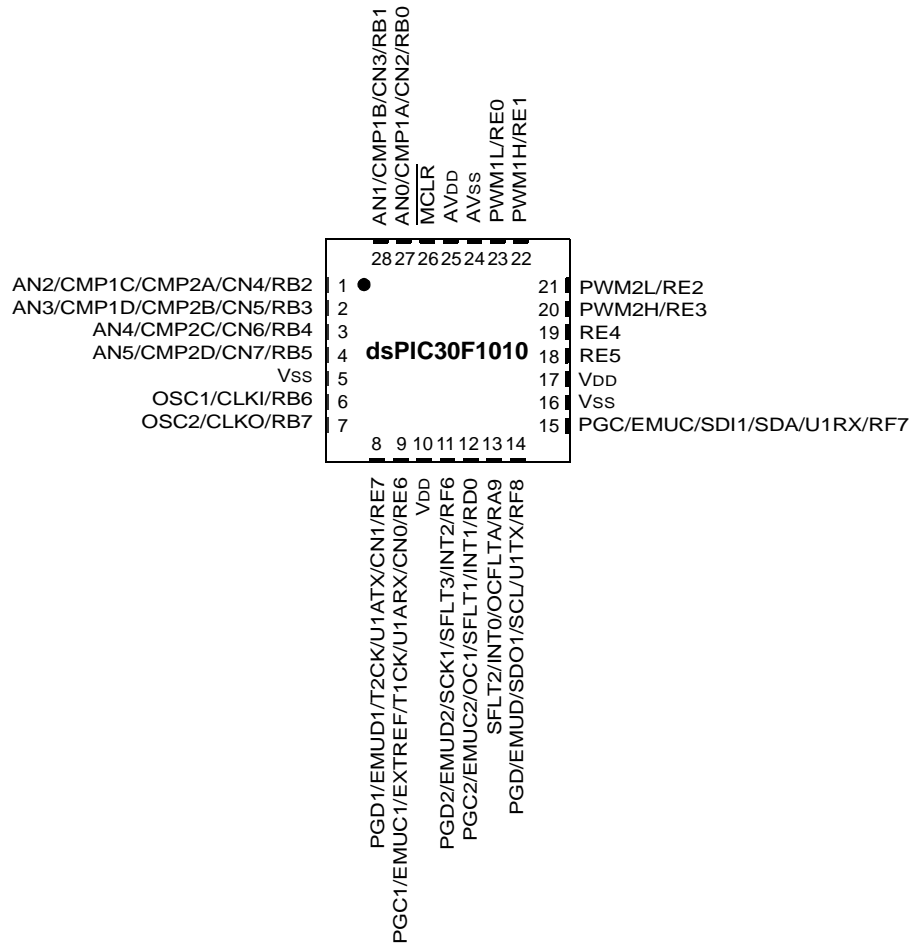 AN1/CMP1B/CN3/RB1
AN0/CMP1A/CN2/RB0
MCLR
AVDD
AVSS
PWM1L/RE0
PWM1H/RE1
28 27 26 25 24 23 22
AN2/CMP1C/CMP2A/CN4/RB2 1
AN3/CMP1D/CMP2B/CN5/RB3 2
AN4/CMP2C/CN6/RB4 3
AN5/CMP2D/CN7/RB5 4
VSS 5
OSC1/CLKI/RB6 6
OSC2/CLKO/RB7 7
dsPIC30F1010
21 PWM2L/RE2
20 PWM2H/RE3
19 RE4
18 RE5
17 VDD
16 VSS
15 PGC/EMUC/SDI1/SDA/U1RX/RF7
8 9 10 11 12 13 14
PGD1/EMUD1/T2CK/U1ATX/CN1/RE7
PGC1/EMUC1/EXTREF/T1CK/U1ARX/CN0/RE6
VDD
PGD2/EMUD2/SCK1/SFLT3/INT2/RF6
PGC2/EMUC2/OC1/SFLT1/INT1/RD0
SFLT2/INT0/OCFLTA/RA9
PGD/EMUD/SDO1/SCL/U1TX/RF8